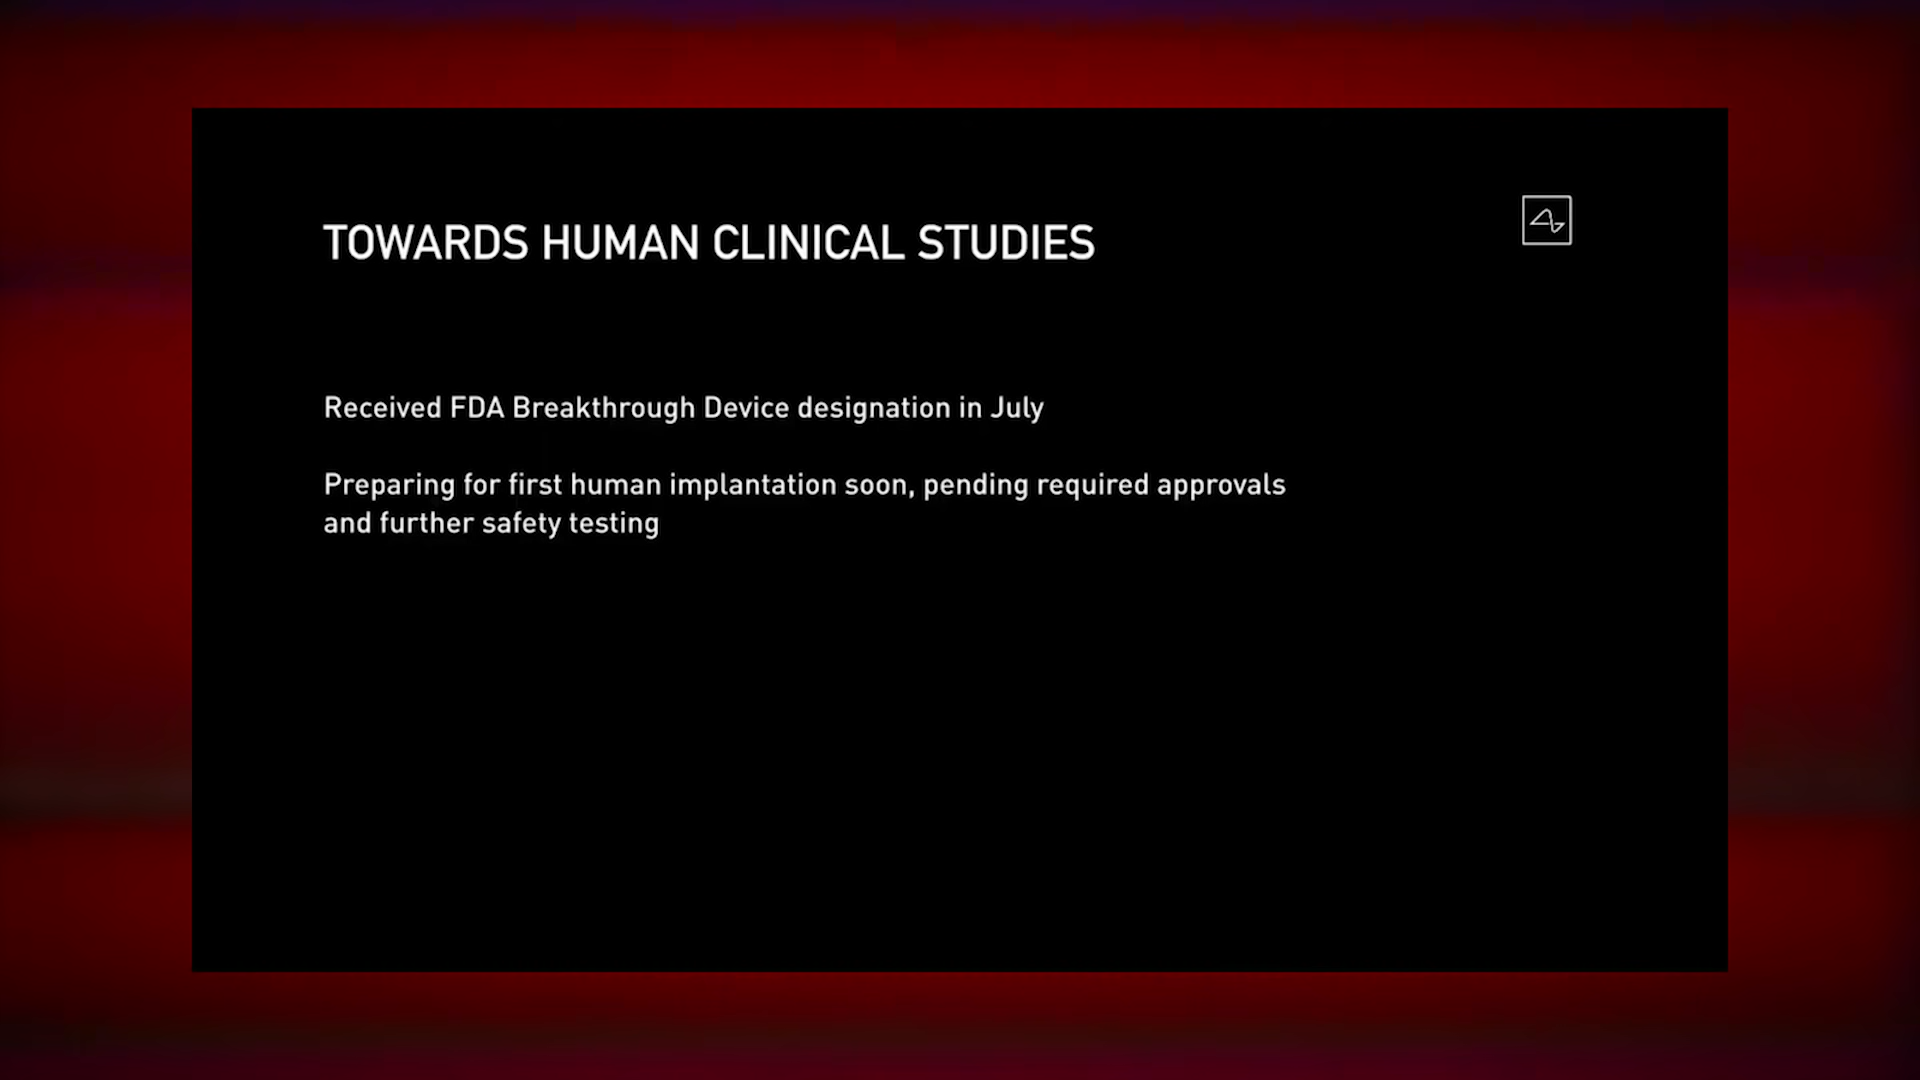 TOWARDS HUMAN CLINICAL STUDIES
Received FDA Breakthrough Device designation in July
Preparing for first human implantation soon, pending required approvals
and further safety testing